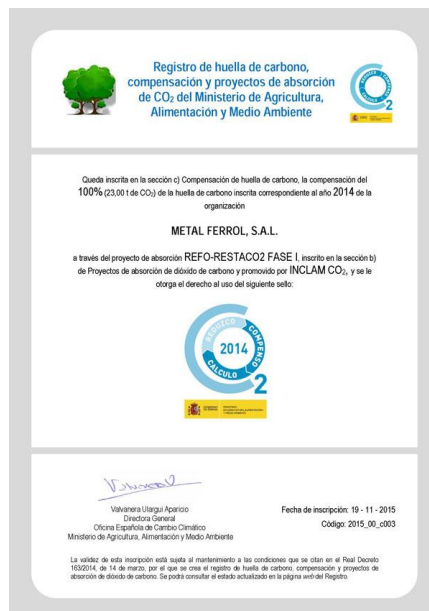 Registro de huella de carbono,
compensación y proyectos de absorción
de CO2 del Ministerio de Agricultura,
Alimentación y Medio Ambiente
CALCULO COMPENSO
2
Queda inscrita en la sección c) Compensación de huella de carbono, la compensación del
100% (23,00 t de CO2) de la huella de carbono inscrita correspondiente al año 2014 de la
organización
METAL FERROL, S.A.L.
a través del proyecto de absorción REFO-RESTACO2 FASE I, inscrito en la sección b)
de Proyectos de absorción de dióxido de carbono y promovido por INCLAM CO2, y se le
otorga el derecho al uso del siguiente sello:
REDUZCO COMPENSO
2014
CALCULO
2
Valvanera Ulargui Aparicio
Directora General
Oficina Española de Cambio Climático
Ministerio de Agricultura, Alimentación y Medio Ambiente
Fecha de inscripción: 19 - 11 - 2015
Código: 2015_00_c003
La validez de esta inscripción está sujeta al mantenimiento a las condiciones que se citan en el Real Decreto
163/2014, de 14 de marzo, por el que se crea el registro de huella de carbono, compensación y proyectos de
absorción de dióxido de carbono. Se podrá consultar el estado actualizado en la página web del Registro.